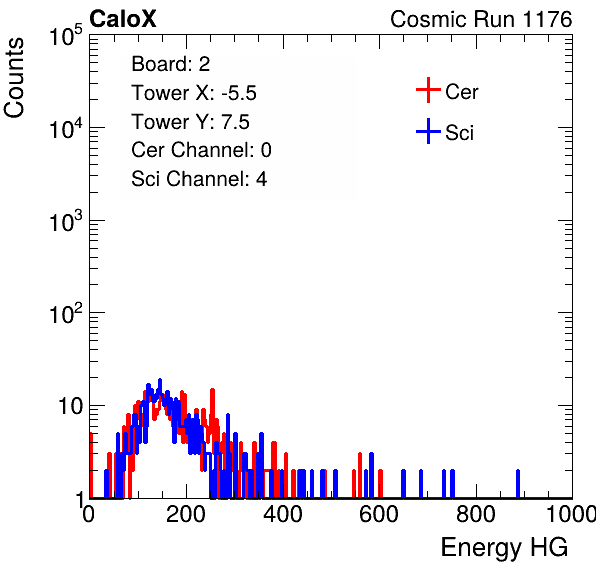 CaloX Cosmic Run 1176
Counts
10^5
10^4
10^3
10^2
10
1
Board: 2
Tower X: -5.5
Tower Y: 7.5
Cer Channel: 0
Sci Channel: 4
Cer
Sci
0 200 400 600 800 1000
Energy HG